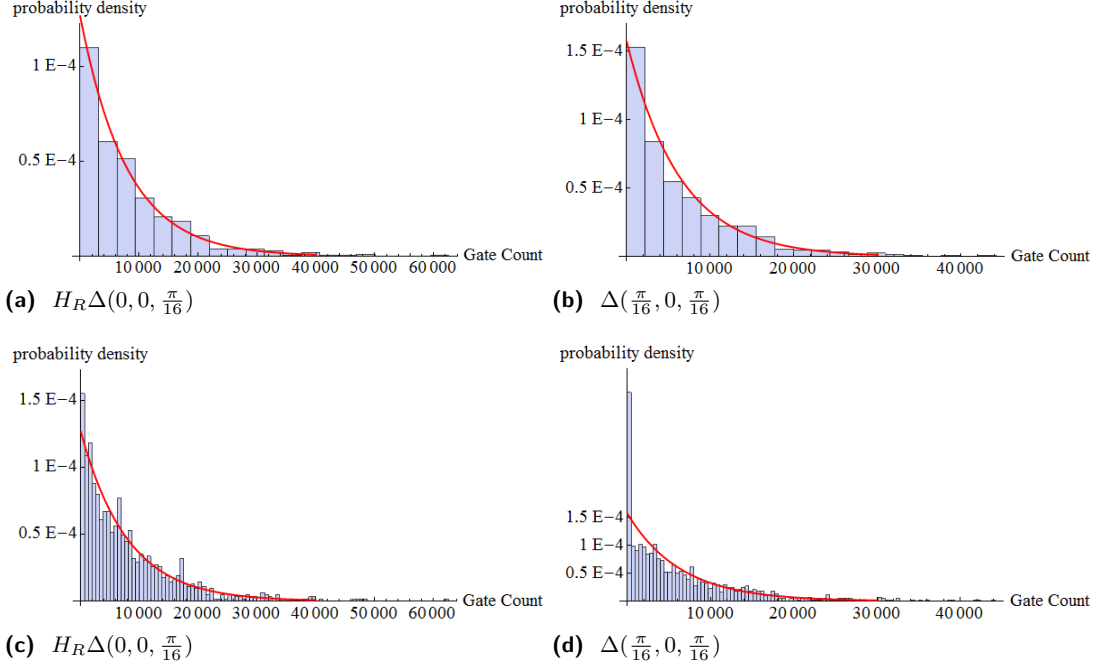 probability density
1 E−4
0.5 E−4
10 000 20 000 30 000 40 000 50 000 60 000 Gate Count
(a) H_RΔ(0, 0, π/16)
probability density
1.5 E−4
1 E−4
0.5 E−4
10 000 20 000 30 000 40 000 Gate Count
(b) Δ(π/16, 0, π/16)
probability density
1.5 E−4
1 E−4
0.5 E−4
10 000 20 000 30 000 40 000 50 000 60 000 Gate Count
(c) H_RΔ(0, 0, π/16)
probability density
1.5 E−4
1 E−4
0.5 E−4
10 000 20 000 30 000 40 000 Gate Count
(d) Δ(π/16, 0, π/16)